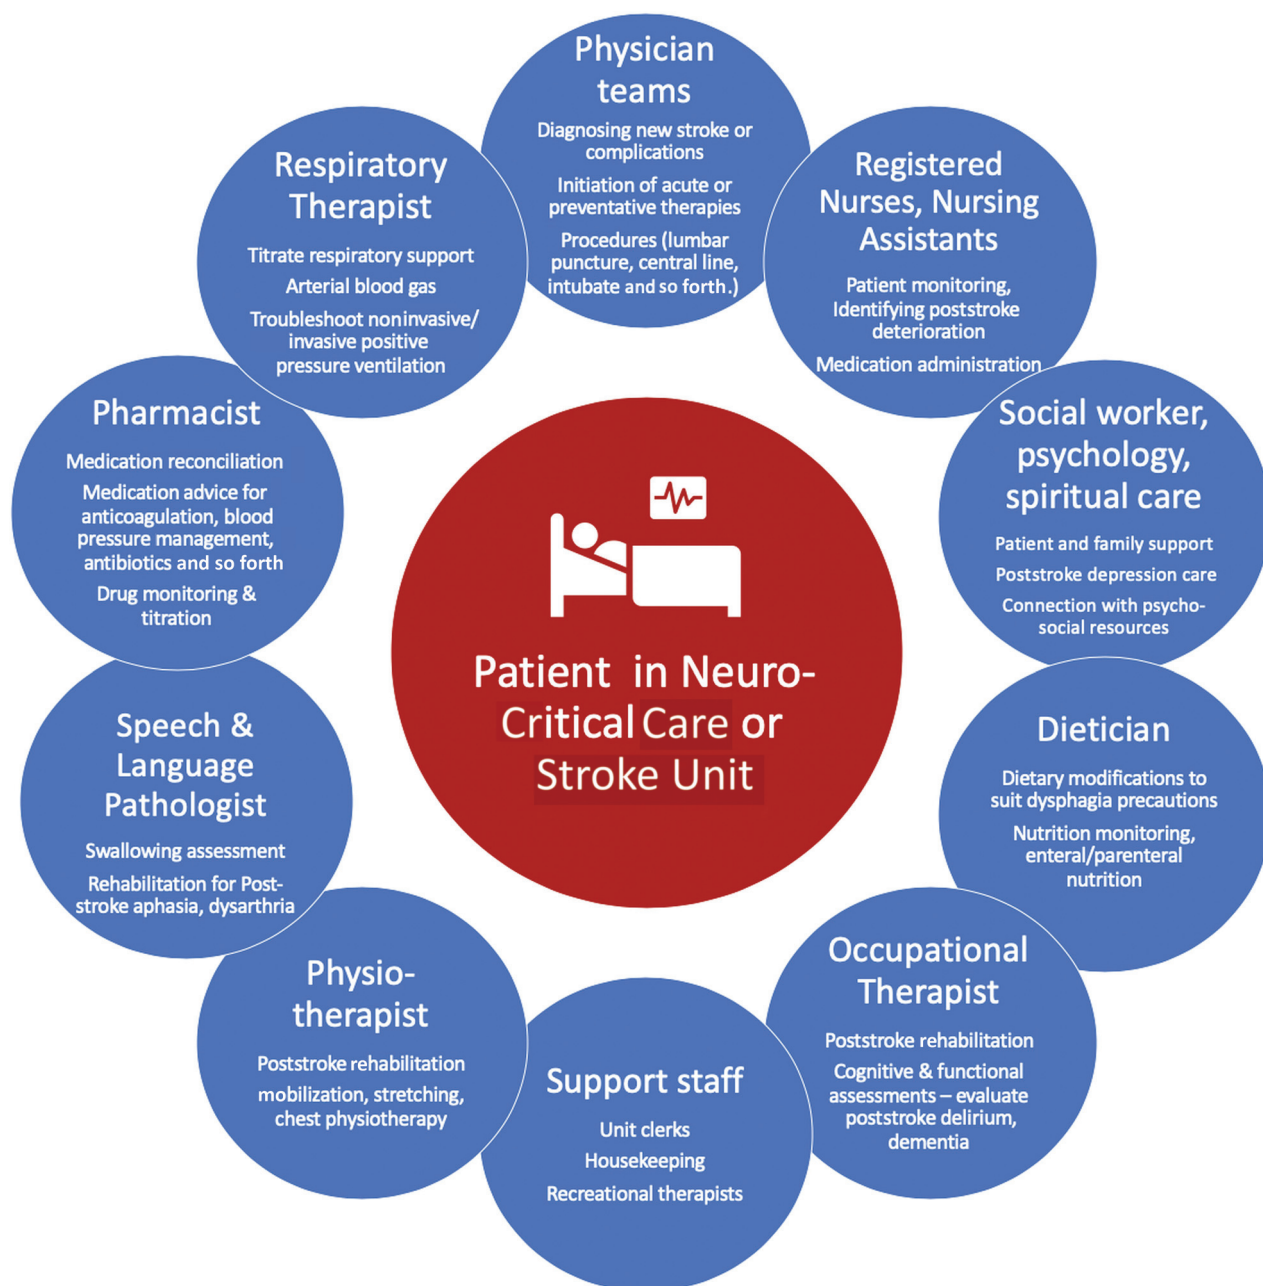 Physician
teams
Diagnosing new stroke or
complications
Initiation of acute or
preventative therapies
Procedures (lumbar
puncture, central line,
intubate and so forth.)
Registered
Nurses, Nursing
Assistants
Patient monitoring,
Identifying poststroke
deterioration
Medication administration
Social worker,
psychology,
spiritual care
Patient and family support
Poststroke depression care
Connection with psycho-
social resources
Dietician
Dietary modifications to
suit dysphagia precautions
Nutrition monitoring,
enteral/parenteral
nutrition
Occupational
Therapist
Poststroke rehabilitation
Cognitive & functional
assessments – evaluate
poststroke delirium,
dementia
Support staff
Unit clerks
Housekeeping
Recreational therapists
Physio-
therapist
Poststroke rehabilitation
mobilization, stretching,
chest physiotherapy
Speech &
Language
Pathologist
Swallowing assessment
Rehabilitation for Post-
stroke aphasia, dysarthria
Pharmacist
Medication reconciliation
Medication advice for
anticoagulation, blood
pressure management,
antibiotics and so forth
Drug monitoring &
titration
Respiratory
Therapist
Titrate respiratory support
Arterial blood gas
Troubleshoot noninvasive/
invasive positive
pressure ventilation
Patient in Neuro-
Critical Care or
Stroke Unit